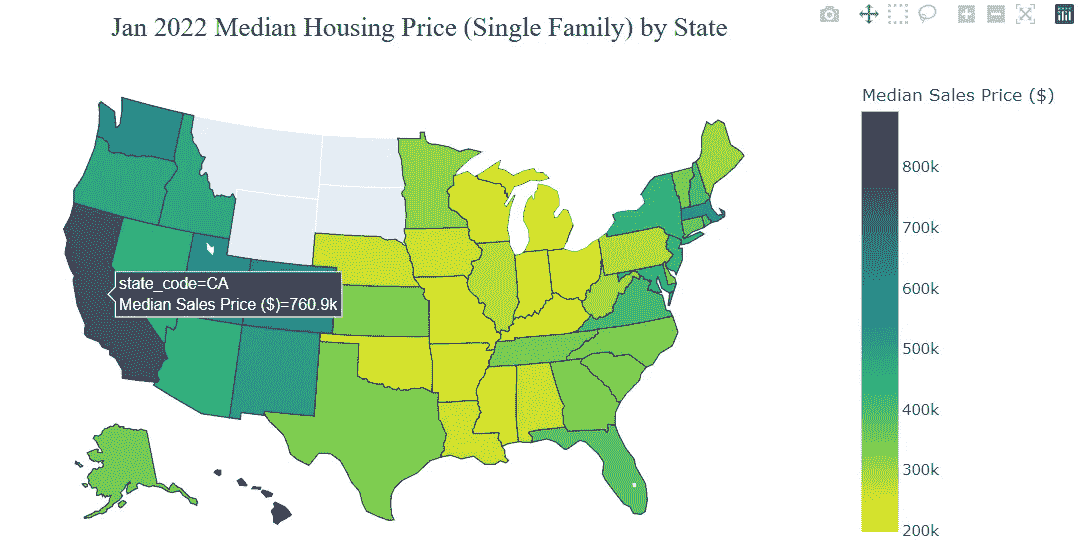 Jan 2022 Median Housing Price (Single Family) by State
Median Sales Price ($)
800k
700k
600k
500k
400k
300k
200k
state_code=CA
Median Sales Price ($)=760.9k